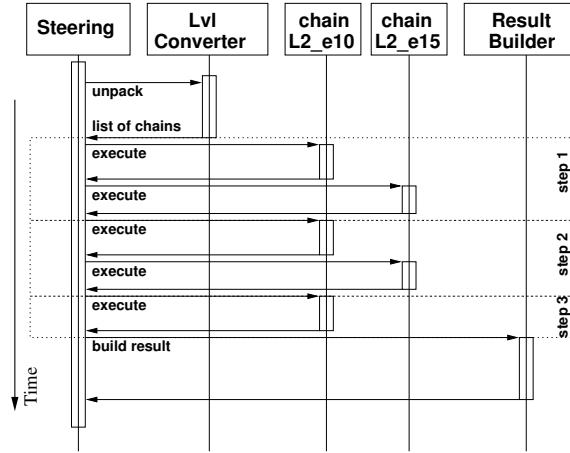 Steering
Lvl
Converter
chain
L2_e10
chain
L2_e15
Result
Builder
unpack
list of chains
execute
step 1
execute
execute
step 2
execute
execute
step 3
build result
Time